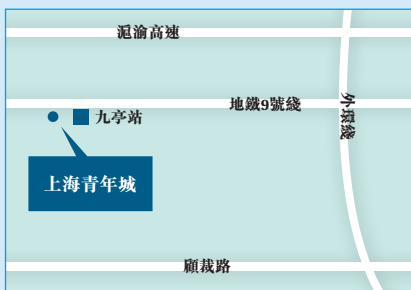 滬渝高速
地鐵9號綫
外環綫
九亭站
上海青年城
顧裁路